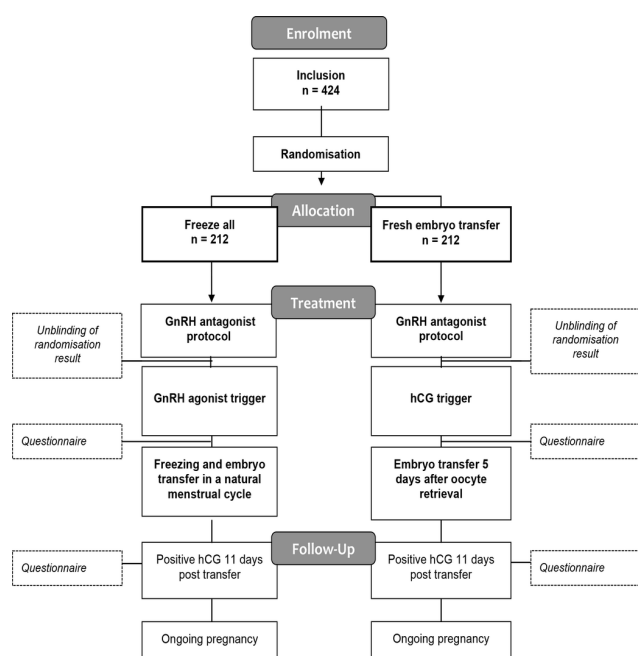 Enrolment
Inclusion
n = 424
Randomisation
Allocation
Freeze all
n = 212
Fresh embryo transfer
n = 212
Treatment
GnRH antagonist
protocol
GnRH antagonist
protocol
Unblinding of
randomisation
result
Unblinding of
randomisation
result
GnRH agonist trigger
hCG trigger
Questionnaire
Questionnaire
Freezing and embryo
transfer in a natural
menstrual cycle
Embryo transfer 5
days after oocyte
retrieval
Follow-Up
Positive hCG 11 days
post transfer
Positive hCG 11 days
post transfer
Questionnaire
Questionnaire
Ongoing pregnancy
Ongoing pregnancy